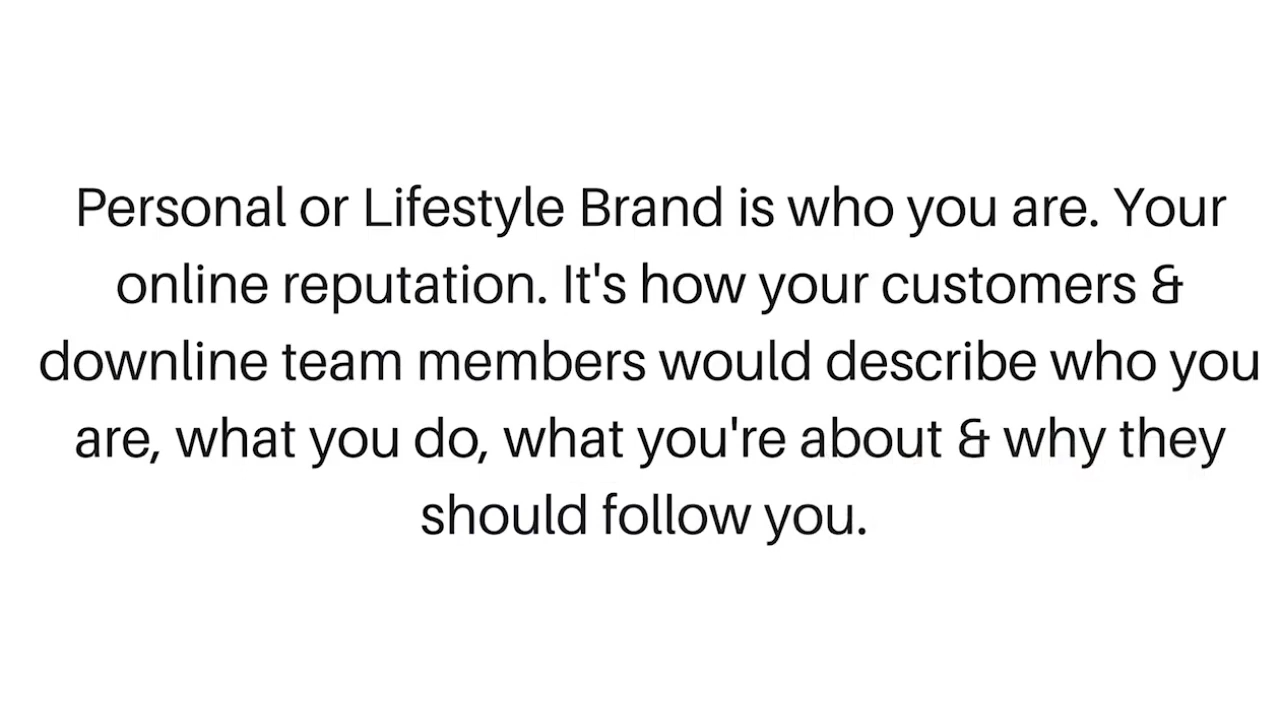 Personal or Lifestyle Brand is who you are. Your
online reputation. It's how your customers &
downline team members would describe who you
are, what you do, what you're about & why they
should follow you.